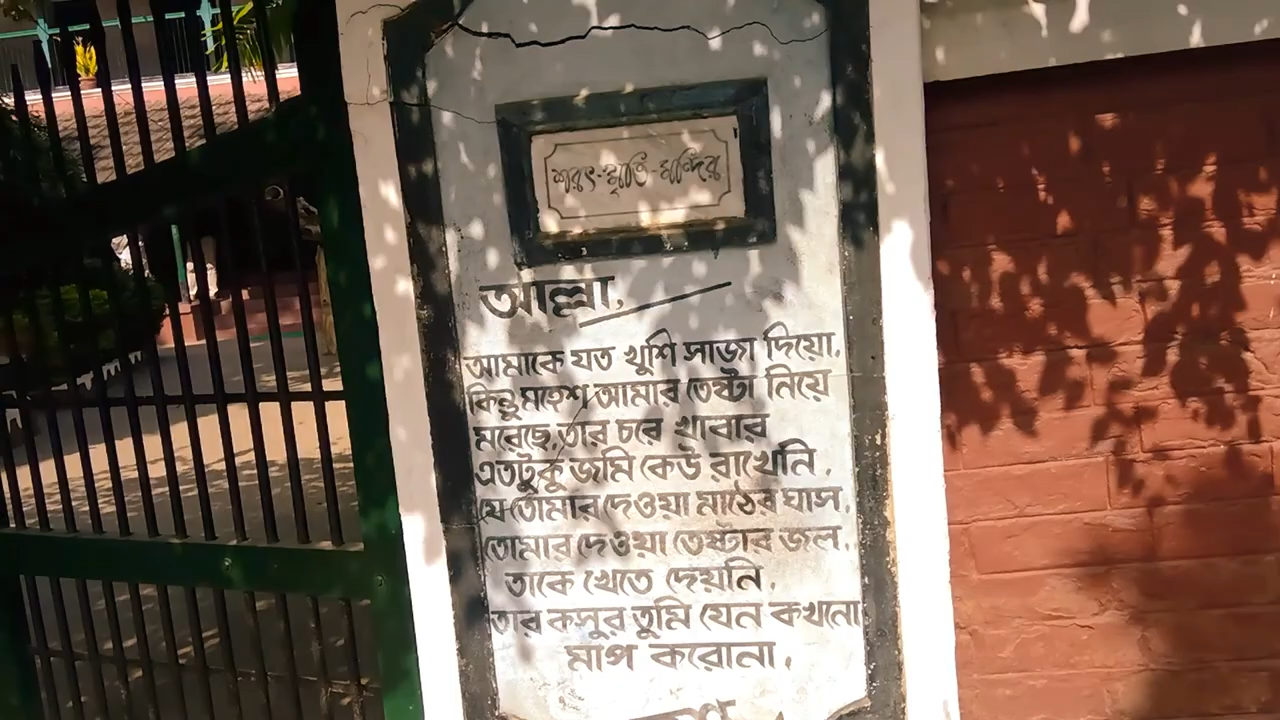 শরৎ-স্মৃতি-মন্দির
আল্লা,
আমাকে যত খুশি সাজা দিয়ো,
কিন্তু মহেশ আমার তেষ্টা নিয়ে
মরেছে, তার চরে খাবার
এতটুকু জমি কেউ রাখেনি,
যে তোমার দেওয়া মাঠের ঘাস,
তোমার দেওয়া তেষ্টার জল,
তাকে খেতে দেয়নি,
তার কসুর তুমি যেন কখনো
মাপ করোনা,